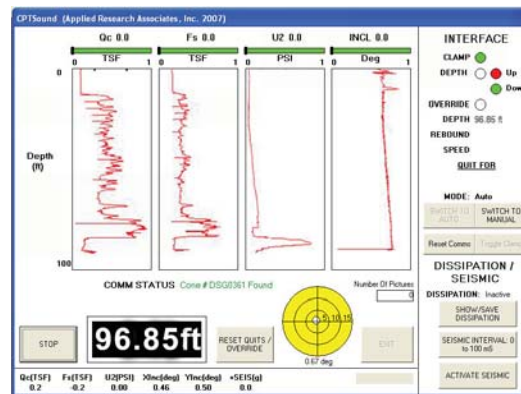 CPTSound (Applied Research Associates, Inc. 2007)
Qc 0.0 Fs 0.0 U2 0.0 INCL 0.0
0 TSF 1 0 TSF 1 0 PSI 1 0 Deg 1
0
Depth
(ft)
100
COMM STATUS Cone # DSG0361 Found
Number Of Pictures
0
STOP
96.85ft
RESET QUITS /
OVERRIDE
5 10 15
0.67 deg
EXIT
Qc(TSF) Fs(TSF) U2(PSI) XInc(deg) YInc(deg) +SEIS(g)
0.2 -0.2 0.00 0.46 0.50 0.0
INTERFACE
CLAMP
DEPTH Up
Down
OVERRIDE
DEPTH 96.85 ft
REBOUND
SPEED
QUIT FOR
MODE: Auto
SWITCH TO
AUTO
SWITCH TO
MANUAL
Reset Comms Toggle Clamp
DISSIPATION /
SEISMIC
DISSIPATION: Inactive
SHOW/SAVE
DISSIPATION
SEISMIC INTERVAL: 0
to 100 mS
ACTIVATE SEISMIC